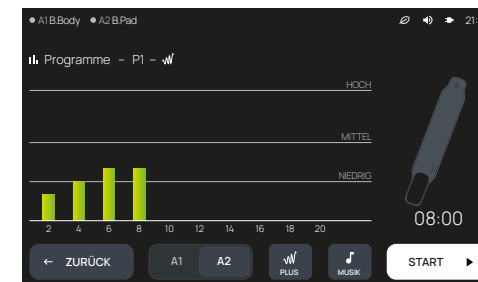 A1 B.Body A2 B.Pad 21:
Programme – P1 –
HOCH
MITTEL
NIEDRIG
2 4 6 8 10 12 14 16 18 20
08:00
← ZURÜCK A1 A2 PLUS MUSIK START